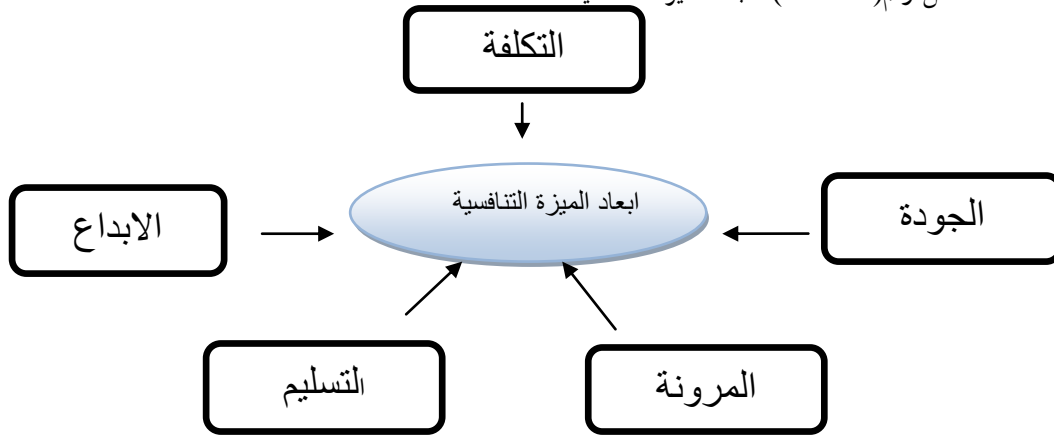 التكلفة
ابعاد الميزة التنافسية
الجودة
الابداع
المرونة
التسليم